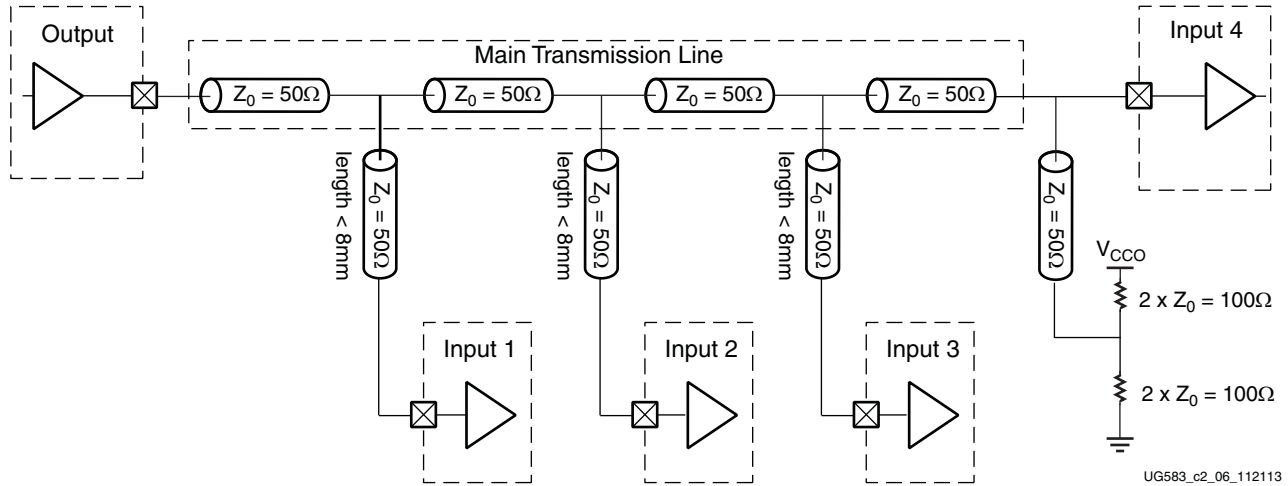 Output
Main Transmission Line
Input 4
Z0 = 50Ω
Z0 = 50Ω
Z0 = 50Ω
Z0 = 50Ω
length < 8mm
Z0 = 50Ω
length < 8mm
Z0 = 50Ω
length < 8mm
Z0 = 50Ω
Z0 = 50Ω
VCCO
2 x Z0 = 100Ω
2 x Z0 = 100Ω
Input 1
Input 2
Input 3
UG583_c2_06_112113